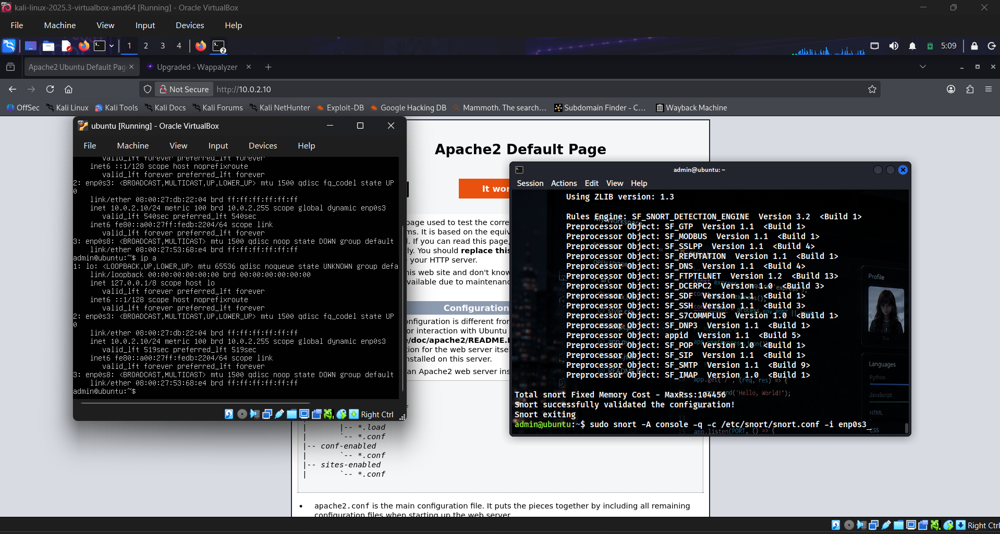 kali-linux-2025.3-virtualbox-amd64 [Running] - Oracle VirtualBox
File Machine View Input Devices Help
1 2 3 4 2 5:09
Apache2 Ubuntu Default Pag Upgraded - Wappalyzer
Not Secure http://10.0.2.10
OffSec Kali Linux Kali Tools Kali Docs Kali Forums Kali NetHunter Exploit-DB Google Hacking DB Mammoth. The search... Subdomain Finder - C... Wayback Machine
ubuntu [Running] - Oracle VirtualBox
File Machine View Input Devices Help
valid_lft forever preferred_lft forever
inet6 ::1/128 scope host noprefixroute
valid_lft forever preferred_lft forever
2: enp0s3: <BROADCAST,MULTICAST,UP,LOWER_UP> mtu 1500 qdisc fq_codel state UP
0
link/ether 08:00:27:db:22:04 brd ff:ff:ff:ff:ff:ff
inet 10.0.2.10/24 metric 100 brd 10.0.2.255 scope global dynamic enp0s3
valid_lft 540sec preferred_lft 540sec
inet6 fe80::a00:27ff:fedb:2204/64 scope link
valid_lft forever preferred_lft forever
3: enp0s8: <BROADCAST,MULTICAST> mtu 1500 qdisc noop state DOWN group default
link/ether 08:00:27:53:68:e4 brd ff:ff:ff:ff:ff:ff
admin@ubuntu:~$ ip a
1: lo: <LOOPBACK,UP,LOWER_UP> mtu 65536 qdisc noqueue state UNKNOWN group defa
link/loopback 00:00:00:00:00:00 brd 00:00:00:00:00:00
inet 127.0.0.1/8 scope host lo
valid_lft forever preferred_lft forever
inet6 ::1/128 scope host noprefixroute
valid_lft forever preferred_lft forever
2: enp0s3: <BROADCAST,MULTICAST,UP,LOWER_UP> mtu 1500 qdisc fq_codel state UP
0
link/ether 08:00:27:db:22:04 brd ff:ff:ff:ff:ff:ff
inet 10.0.2.10/24 metric 100 brd 10.0.2.255 scope global dynamic enp0s3
valid_lft 519sec preferred_lft 519sec
inet6 fe80::a00:27ff:fedb:2204/64 scope link
valid_lft forever preferred_lft forever
3: enp0s8: <BROADCAST,MULTICAST> mtu 1500 qdisc noop state DOWN group default
link/ether 08:00:27:53:68:e4 brd ff:ff:ff:ff:ff:ff
admin@ubuntu:~$
Right Ctrl
Apache2 Default Page
It wor
page used to test the corre
ms. It is based on the equiv
. If you can read this page,
ly. You should replace this
your HTTP server.
his web site and don't know
vailable due to maintenanc
Configuration
nfiguration is different fror
or interaction with Ubuntu
/doc/apache2/README.
ion for the web server itse
nstalled on this server.
an Apache2 web server ins
| |-- *.load
| `-- *.conf
|-- conf-enabled
| `-- *.conf
|-- sites-enabled
| `-- *.conf
• apache2.conf is the main configuration file. It puts the pieces together by including all remaining
configuration files when starting up the web server.
admin@ubuntu: ~
Session Actions Edit View Help
Using ZLIB version: 1.3
Rules Engine: SF_SNORT_DETECTION_ENGINE Version 3.2 <Build 1>
Preprocessor Object: SF_GTP Version 1.1 <Build 1>
Preprocessor Object: SF_MODBUS Version 1.1 <Build 1>
Preprocessor Object: SF_SSLPP Version 1.1 <Build 4>
Preprocessor Object: SF_REPUTATION Version 1.1 <Build 1>
Preprocessor Object: SF_DNS Version 1.1 <Build 4>
Preprocessor Object: SF_FTPTELNET Version 1.2 <Build 13>
Preprocessor Object: SF_DCERPC2 Version 1.0 <Build 3>
Preprocessor Object: SF_SDF Version 1.1 <Build 1>
Preprocessor Object: SF_SSH Version 1.1 <Build 3>
Preprocessor Object: SF_S7COMMPLUS Version 1.0 <Build 1>
Preprocessor Object: SF_DNP3 Version 1.1 <Build 1>
Preprocessor Object: appid Version 1.1 <Build 5>
Preprocessor Object: SF_POP Version 1.0 <Build 1>
Preprocessor Object: SF_SIP Version 1.1 <Build 1>
Preprocessor Object: SF_SMTP Version 1.1 <Build 9>
Preprocessor Object: SF_IMAP Version 1.0 <Build 1>
Total snort Fixed Memory Cost - MaxRss:104456
Snort successfully validated the configuration!
Snort exiting
admin@ubuntu:~$ sudo snort -A console -q -c /etc/snort/snort.conf -i enp0s3_
Profile
Languages
Python
JavaScript
HTML
CSS
Right Ctrl